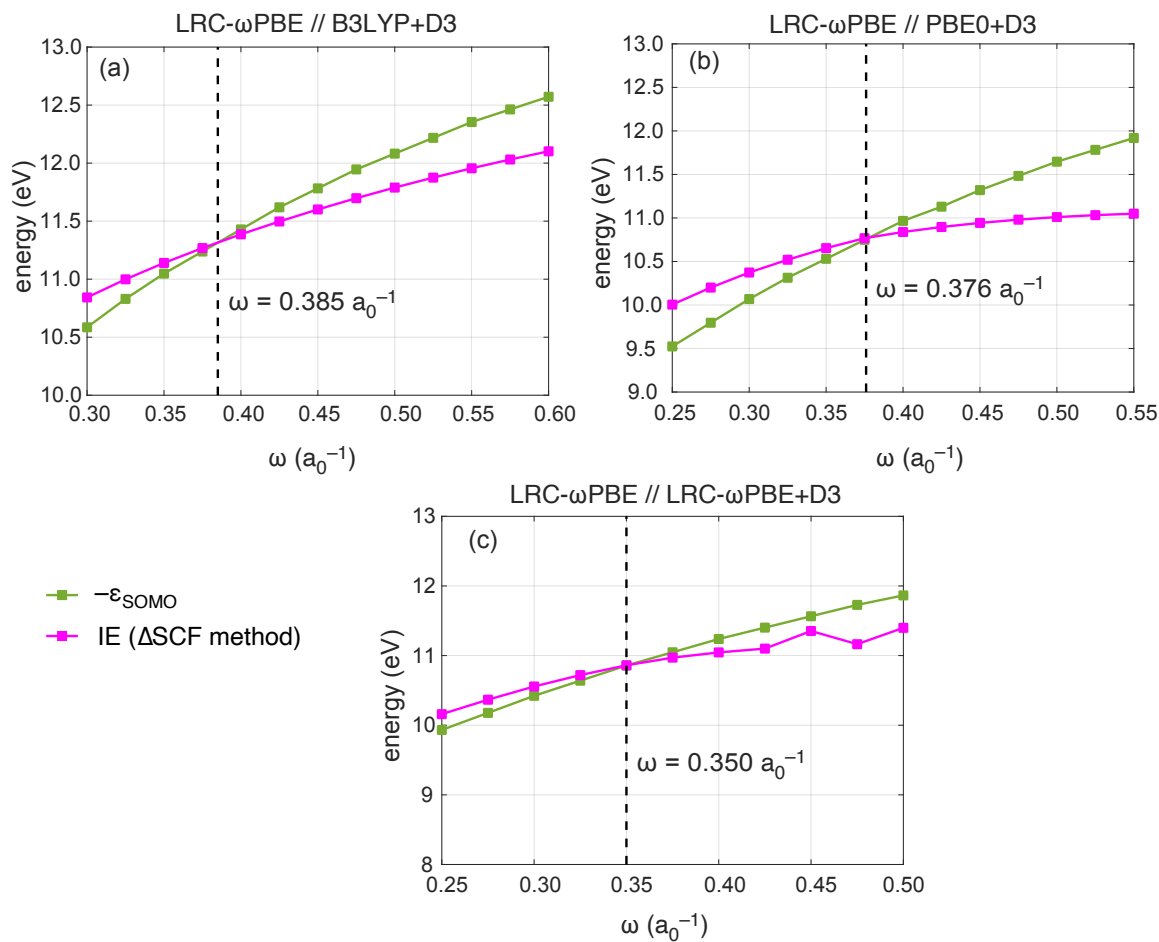 LRC-ωPBE // B3LYP+D3
(a)
13.0
12.5
12.0
11.5
11.0
10.5
10.0
energy (eV)
ω = 0.385 a₀⁻¹
0.30 0.35 0.40 0.45 0.50 0.55 0.60
ω (a₀⁻¹)
LRC-ωPBE // PBE0+D3
(b)
13.0
12.5
12.0
11.5
11.0
10.5
10.0
9.5
9.0
energy (eV)
ω = 0.376 a₀⁻¹
0.25 0.30 0.35 0.40 0.45 0.50 0.55
ω (a₀⁻¹)
LRC-ωPBE // LRC-ωPBE+D3
(c)
13
12
11
10
9
8
energy (eV)
ω = 0.350 a₀⁻¹
0.25 0.30 0.35 0.40 0.45 0.50
ω (a₀⁻¹)
−ε_SOMO
IE (ΔSCF method)